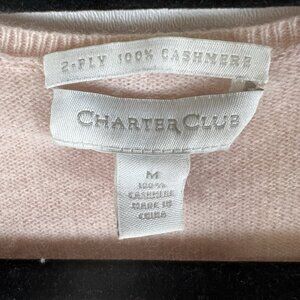 2-PLY 100% CASHMERE
CHARTER CLUB
M
100%
CASHMERE
MADE IN
CHINA